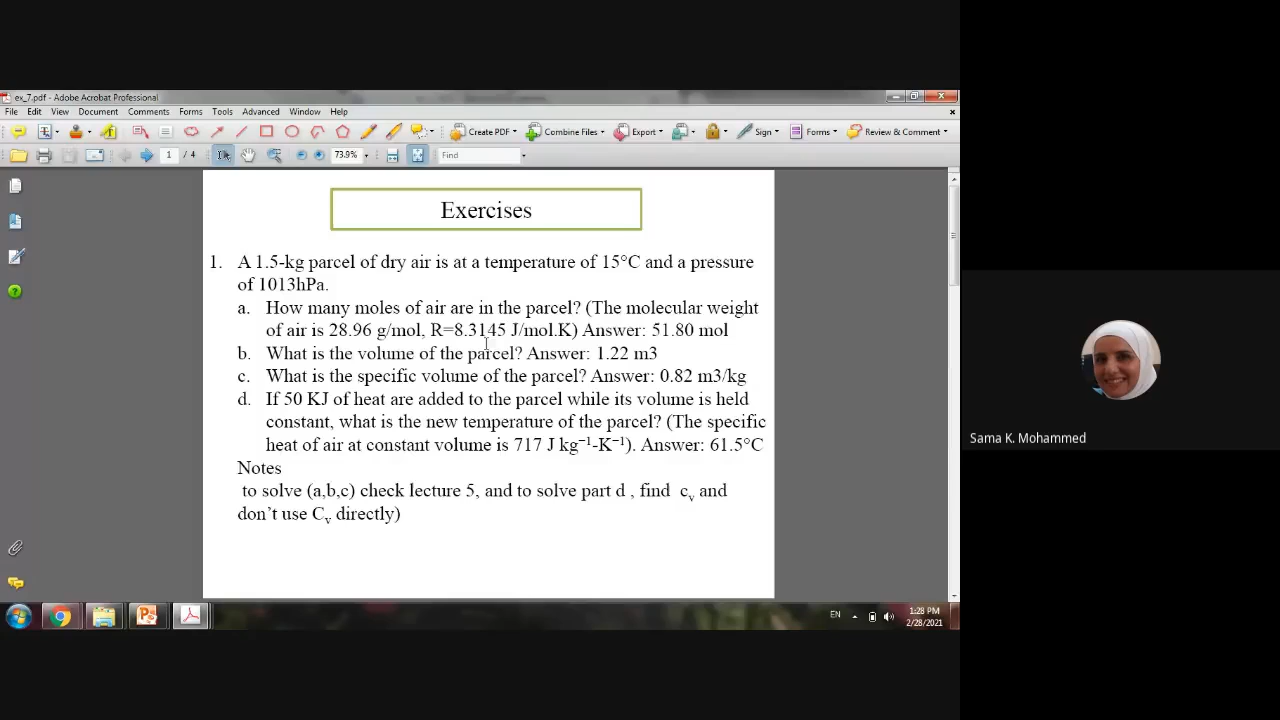 ex_7.pdf - Adobe Acrobat Professional
File Edit View Document Comments Forms Tools Advanced Window Help
Create PDF Combine Files Export Sign Forms Review & Comment
1 / 4 73.9% Find
Exercises
1. A 1.5-kg parcel of dry air is at a temperature of 15°C and a pressure
of 1013hPa.
a. How many moles of air are in the parcel? (The molecular weight
of air is 28.96 g/mol, R=8.3145 J/mol.K) Answer: 51.80 mol
b. What is the volume of the parcel? Answer: 1.22 m3
c. What is the specific volume of the parcel? Answer: 0.82 m3/kg
d. If 50 KJ of heat are added to the parcel while its volume is held
constant, what is the new temperature of the parcel? (The specific
heat of air at constant volume is 717 J kg⁻¹-K⁻¹). Answer: 61.5°C
Notes
to solve (a,b,c) check lecture 5, and to solve part d , find cᵥ and
don’t use Cᵥ directly)
Sama K. Mohammed
EN
1:28 PM
2/28/2021